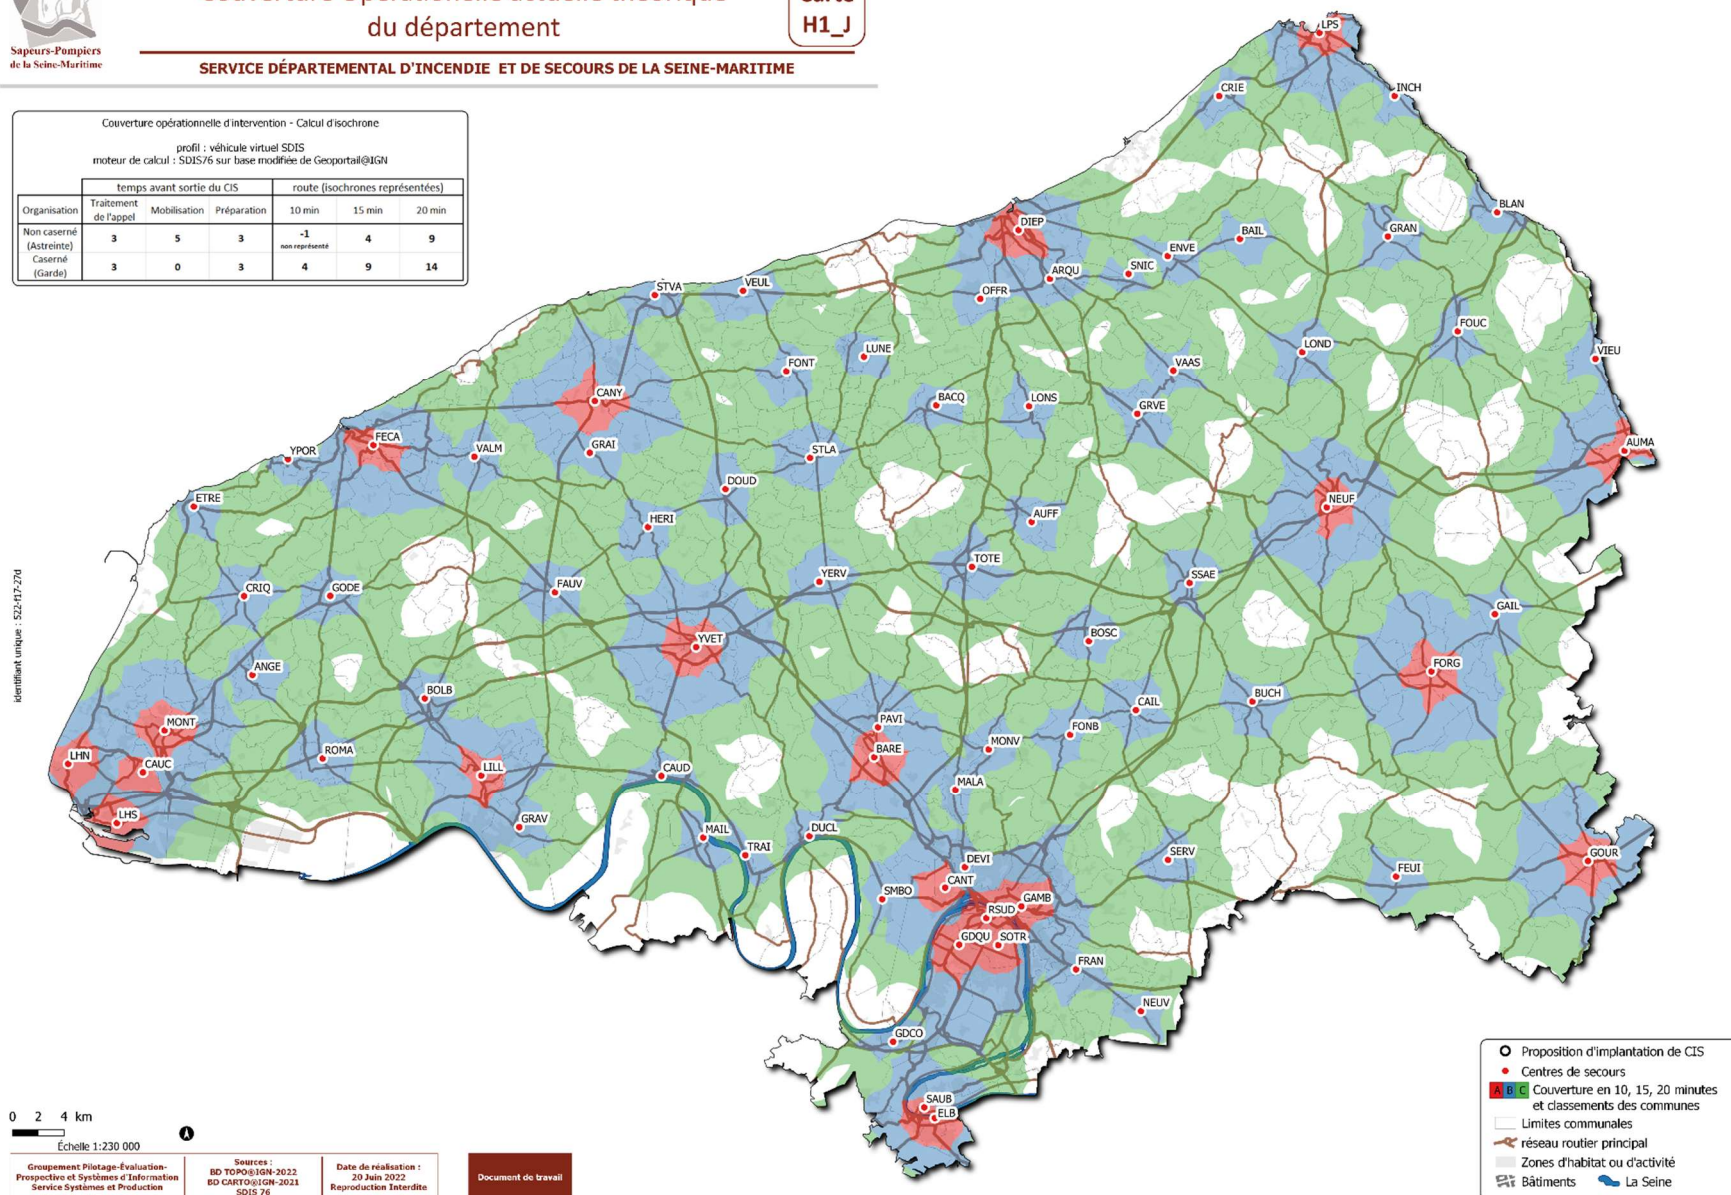 du département
H1_J
Sapeurs-Pompiers
de la Seine-Maritime
SERVICE DÉPARTEMENTAL D'INCENDIE ET DE SECOURS DE LA SEINE-MARITIME
Couverture opérationnelle d'intervention - Calcul d'isochrone
profil : véhicule virtuel SDIS
moteur de calcul : SDIS76 sur base modifiée de Geoportail@IGN
temps avant sortie du CIS route (isochrones représentées)
Organisation Traitement de l'appel Mobilisation Préparation 10 min 15 min 20 min
Non caserné (Astreinte) 3 5 3 -1 non représenté 4 9
Caserné (Garde) 3 0 3 4 9 14
LPS
CRIE
INCH
BLAN
DIEP
GRAN
BAIL
ENVE
SNIC
ARQU
OFFR
STVA
VEUL
FOUC
LOND
VIEU
LUNE
FONT
VAAS
CANY
BACQ
LONS
GRVE
FECA
AUMA
YPOR
VALM
GRAI
STLA
DOUD
ETRE
NEUF
HERI
AUFF
TOTE
YERV
SSAE
CRIQ
GODE
FAUV
GAIL
YVET
BOSC
ANGE
FORG
BOLB
BUCH
CAIL
MONT
PAVI
FONB
MONV
BARE
ROMA
LHN
CAUC
LILL
CAUD
MALA
LHS
GRAV
MAIL
DUCL
TRAI
DEVI
SERV
GOUR
FEUI
CANT
SMBO
GAMB
RSUD
GDQU
SOTR
FRAN
NEUV
GDCO
SAUB
ELB
identifiant unique : 522-f17-27d
0 2 4 km
Échelle 1:230 000
Groupement Pilotage-Évaluation-
Prospective et Systèmes d'Information
Service Systèmes et Production
Sources :
BD TOPO@IGN-2022
BD CARTO@IGN-2021
SDIS 76
Date de réalisation :
20 Juin 2022
Reproduction Interdite
Document de travail
Proposition d'implantation de CIS
Centres de secours
A B C Couverture en 10, 15, 20 minutes
et classements des communes
Limites communales
réseau routier principal
Zones d'habitat ou d'activité
Bâtiments La Seine